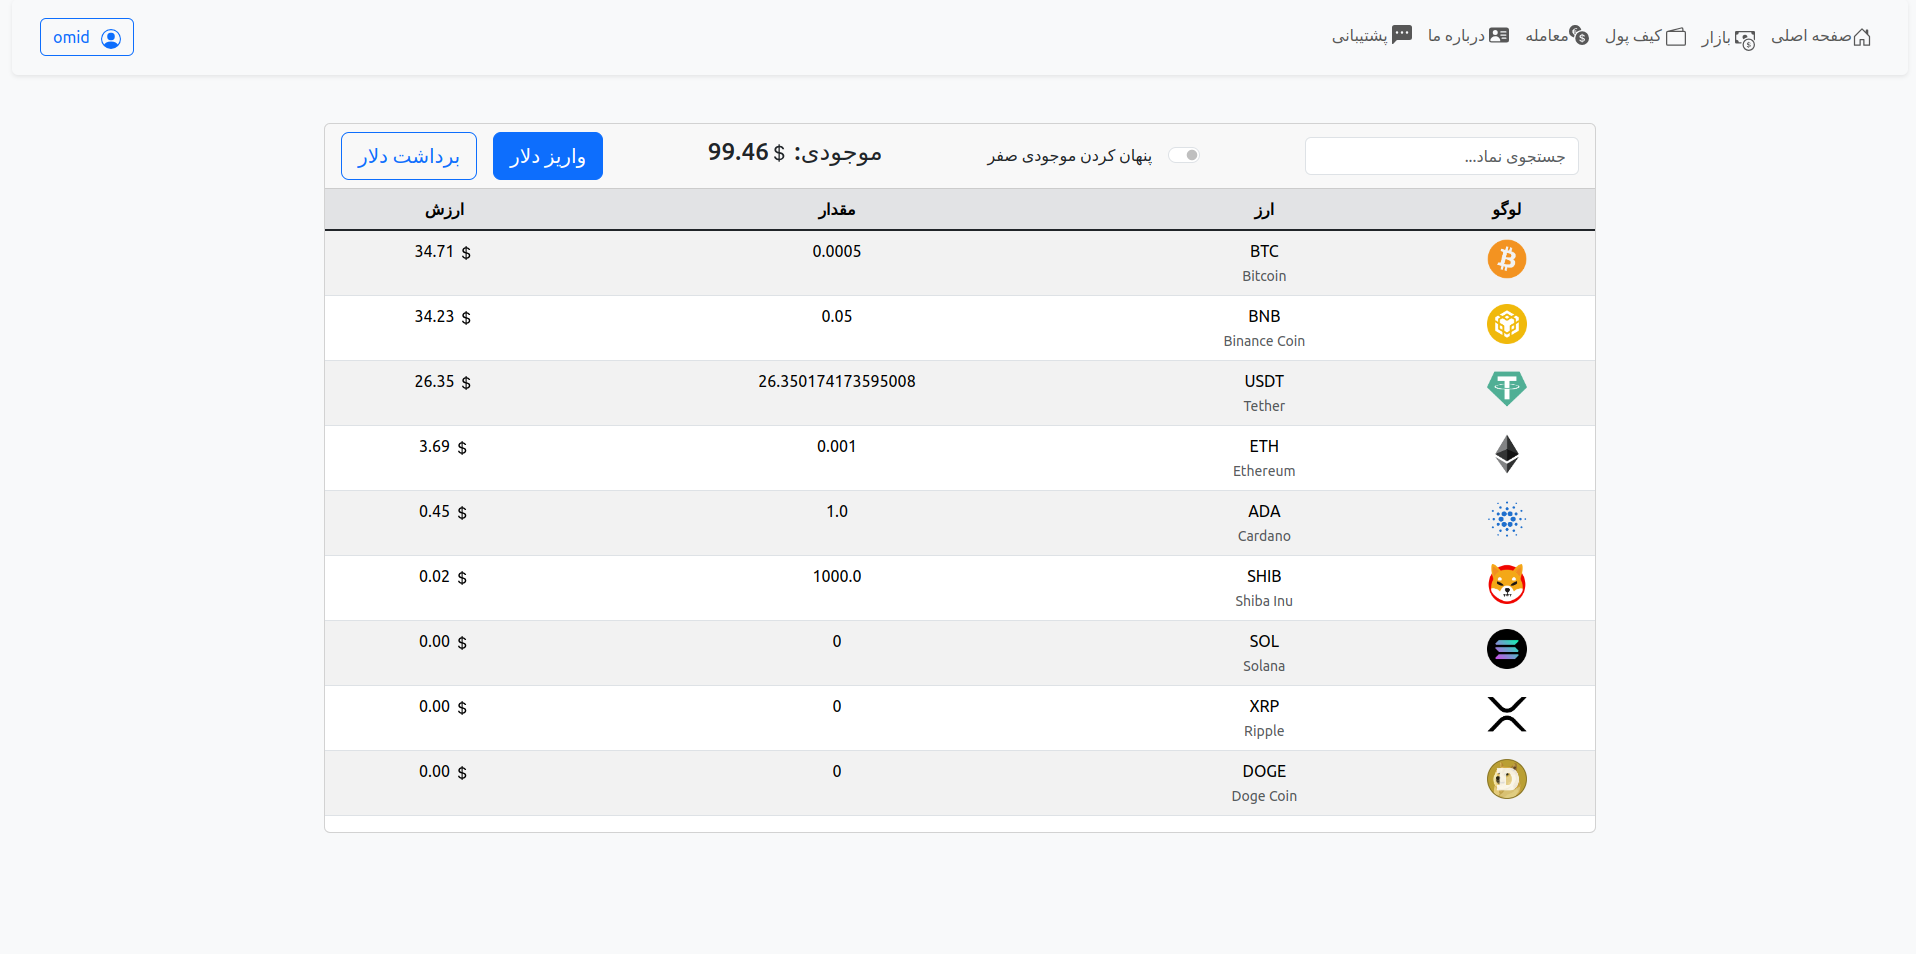 صفحه اصلی
بازار
کیف پول
معامله
درباره ما
پشتیبانی
omid
جستجوی نماد...
پنهان کردن موجودی صفر
موجودی: $ 99.46
واریز دلار
برداشت دلار
لوگو ارز مقدار ارزش
BTC 0.0005 34.71 $
Bitcoin
BNB 0.05 34.23 $
Binance Coin
USDT 26.350174173595008 26.35 $
Tether
ETH 0.001 3.69 $
Ethereum
ADA 1.0 0.45 $
Cardano
SHIB 1000.0 0.02 $
Shiba Inu
SOL 0 0.00 $
Solana
XRP 0 0.00 $
Ripple
DOGE 0 0.00 $
Doge Coin